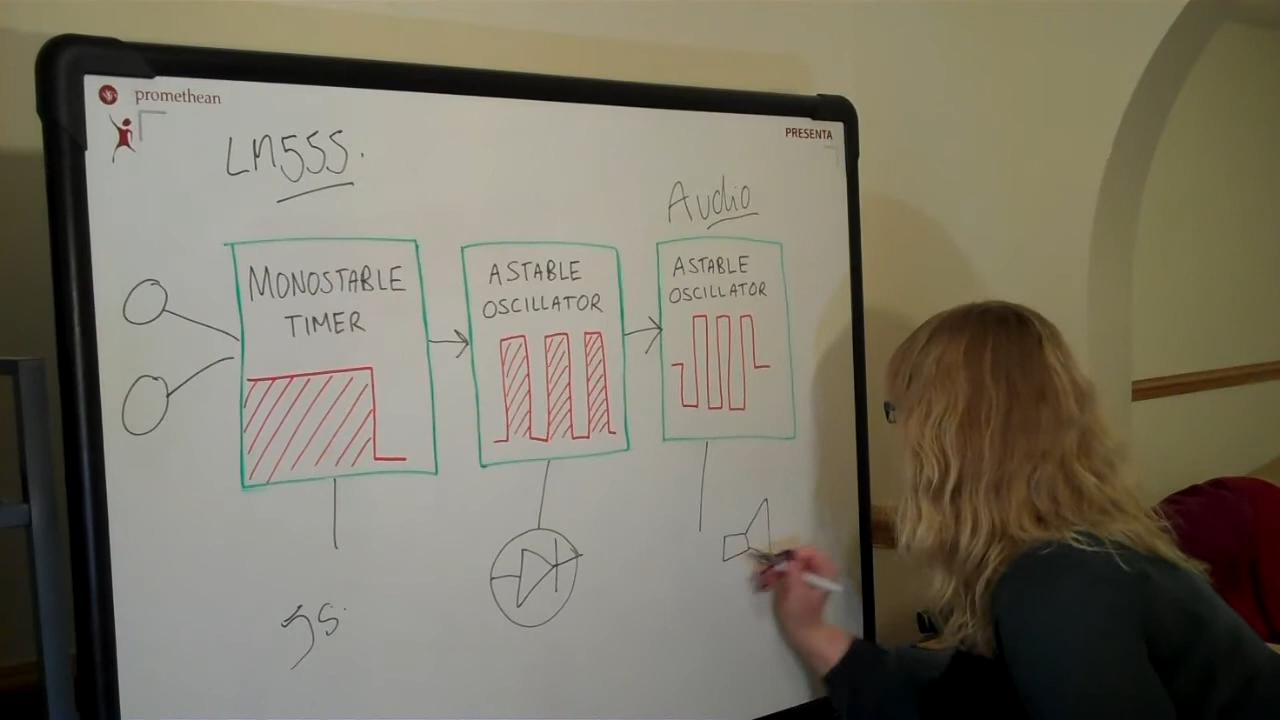 promethean
PRESENTA
LM555.
Audio
MONOSTABLE
TIMER
ASTABLE
OSCILLATOR
ASTABLE
OSCILLATOR
5s.